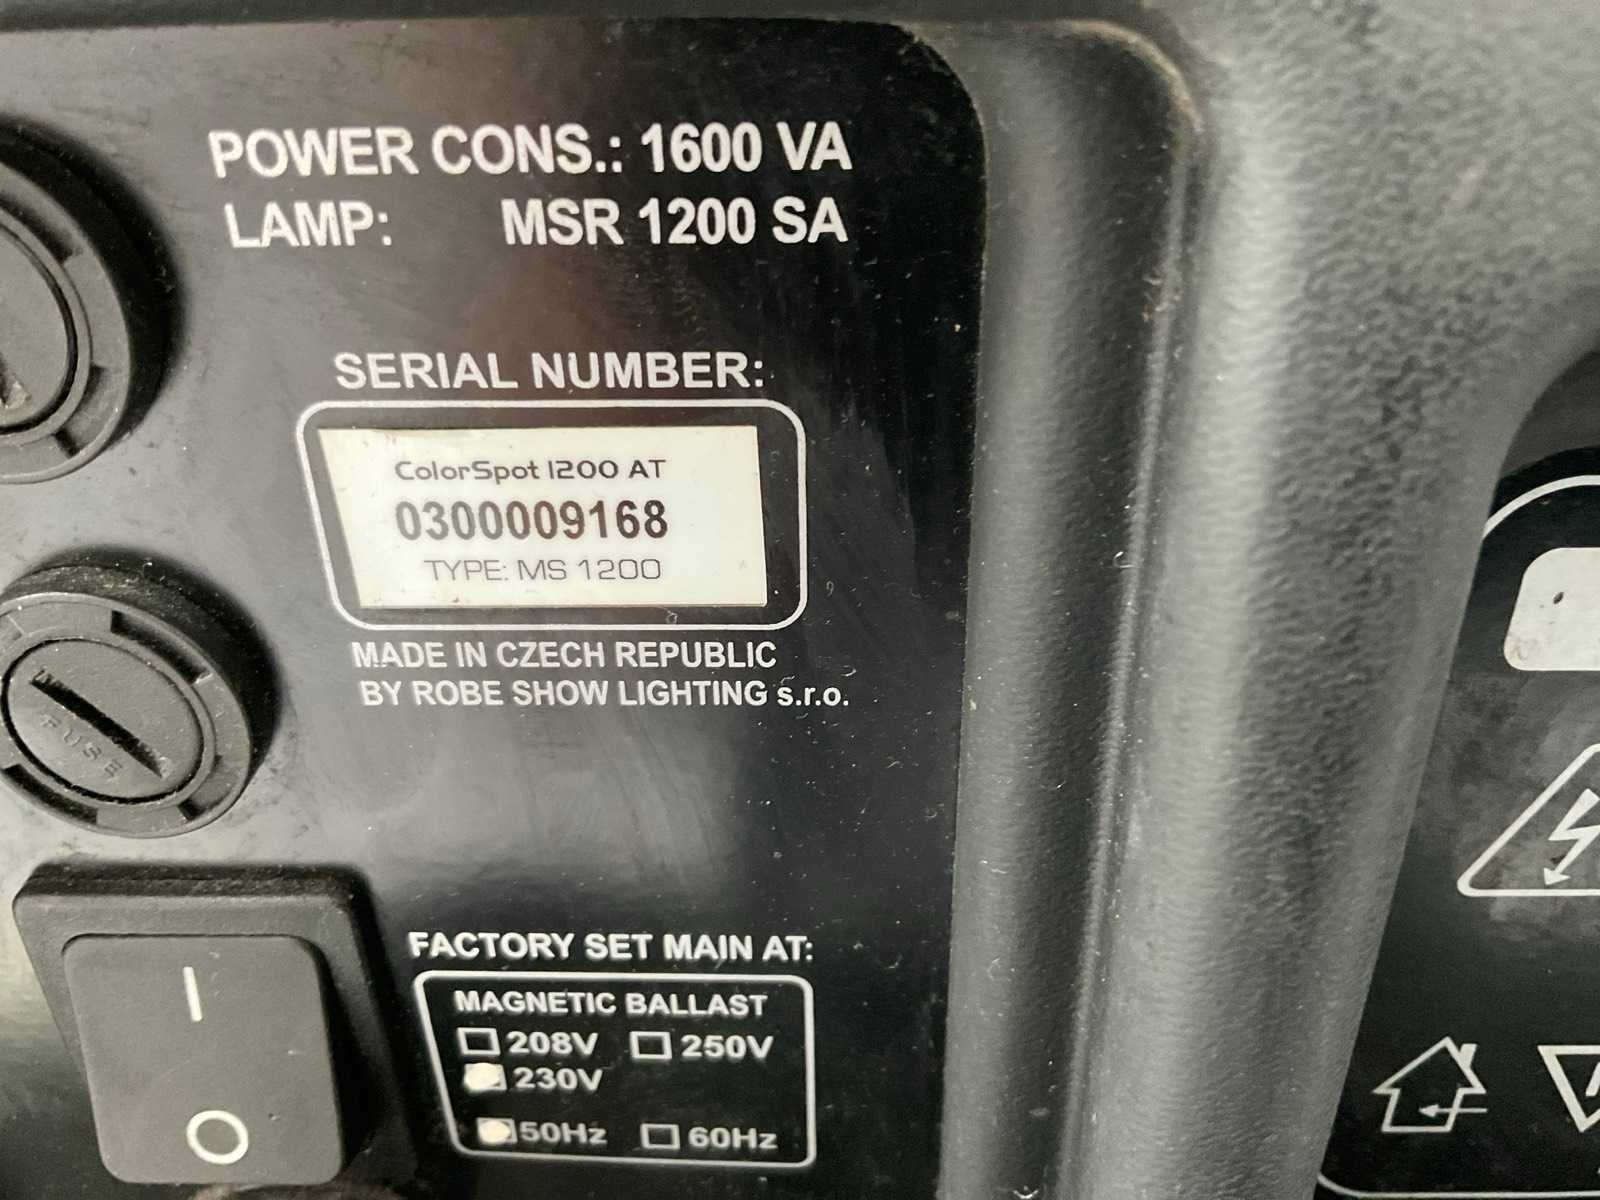 POWER CONS.: 1600 VA
LAMP: MSR 1200 SA
SERIAL NUMBER:
ColorSpot 1200 AT
0300009168
TYPE: MS 1200
MADE IN CZECH REPUBLIC
BY ROBE SHOW LIGHTING s.r.o.
FUSE
FACTORY SET MAIN AT:
MAGNETIC BALLAST
208V 250V
230V
50Hz 60Hz
I
O